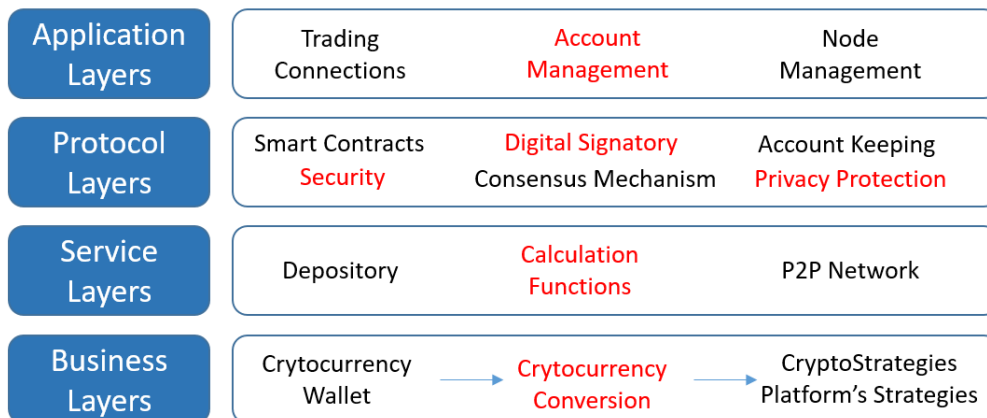 Application
Layers
Trading
Connections
Account
Management
Node
Management
Protocol
Layers
Smart Contracts
Security
Digital Signatory
Consensus Mechanism
Account Keeping
Privacy Protection
Service
Layers
Depository
Calculation
Functions
P2P Network
Business
Layers
Crytocurrency
Wallet
Crytocurrency
Conversion
CryptoStrategies
Platform's Strategies